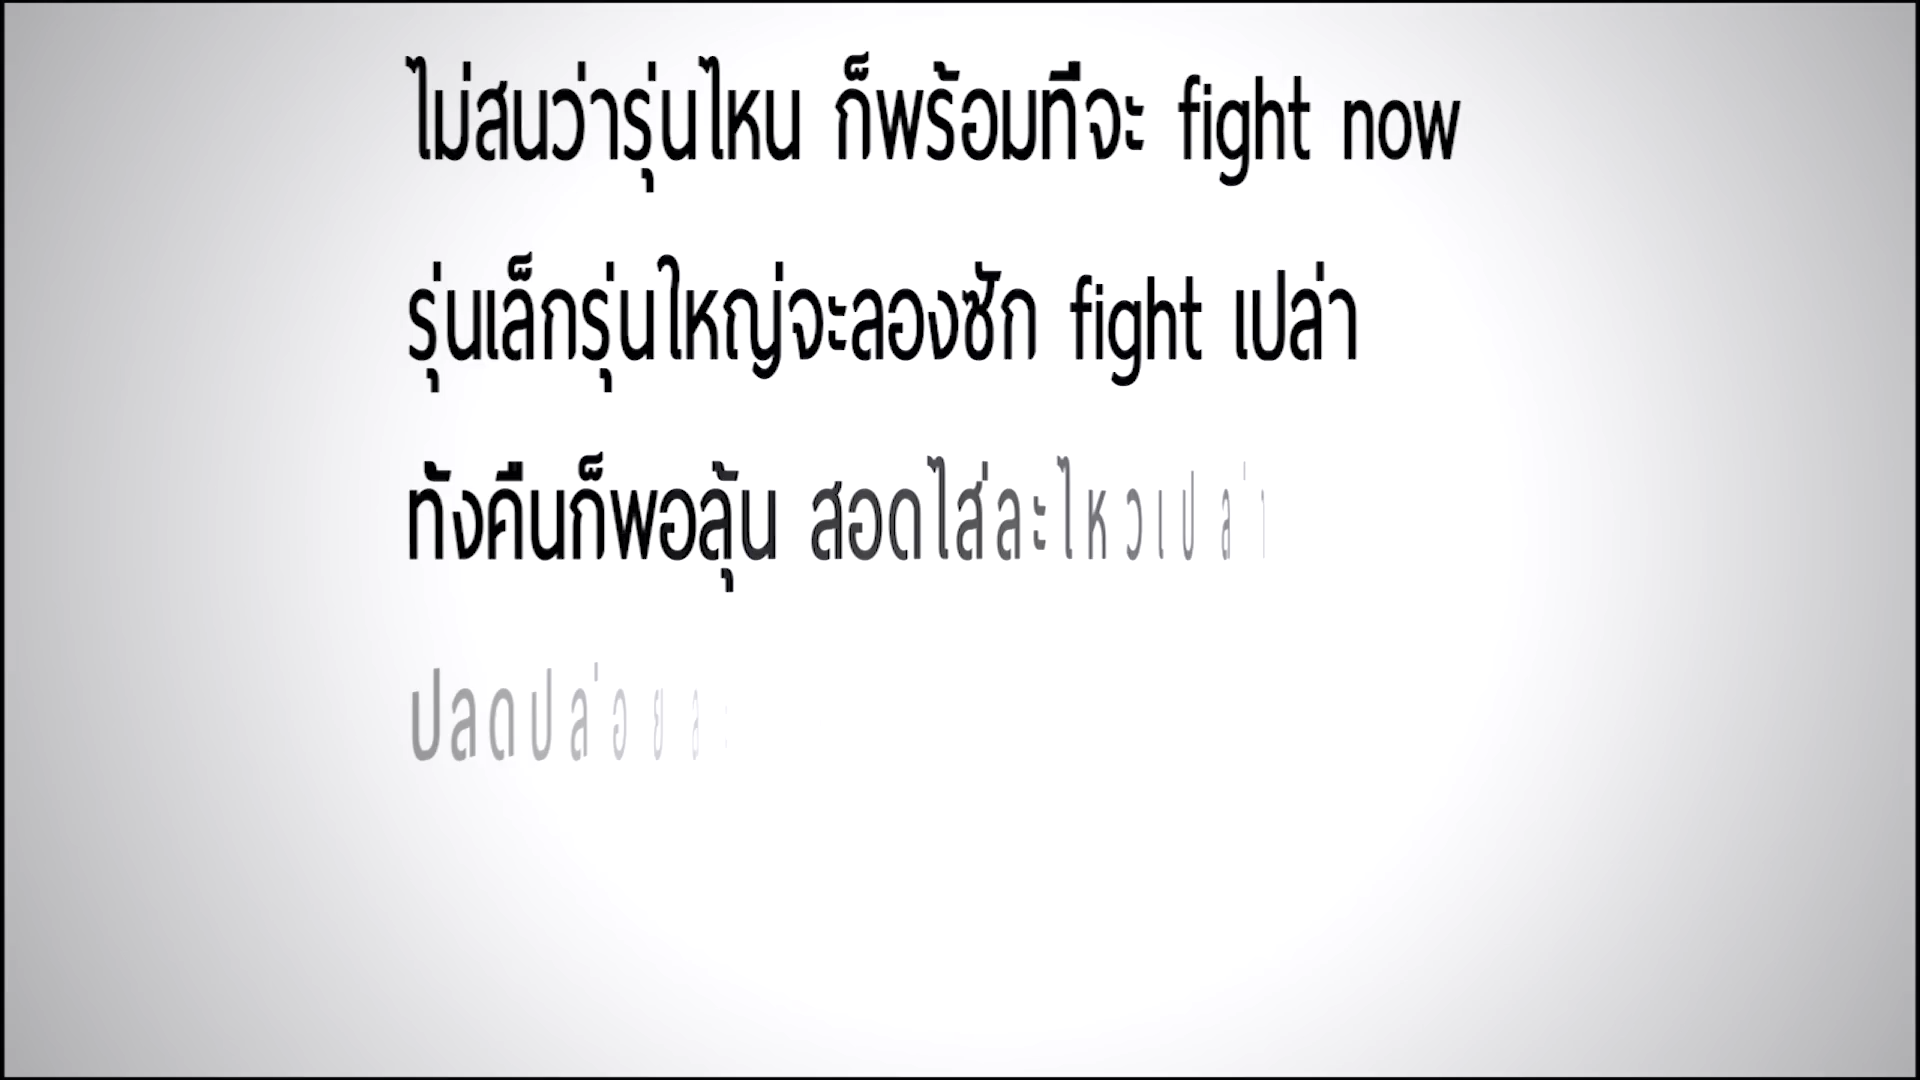 ไม่สนว่ารุ่นไหน ก็พร้อมที่จะ fight now
รุ่นเล็กรุ่นใหญ่จะลองซัก fight เปล่า
ทั้งคืนก็พอลุ้น สอดใส่ละไหวเปล่า
ปลดปล่อยละ